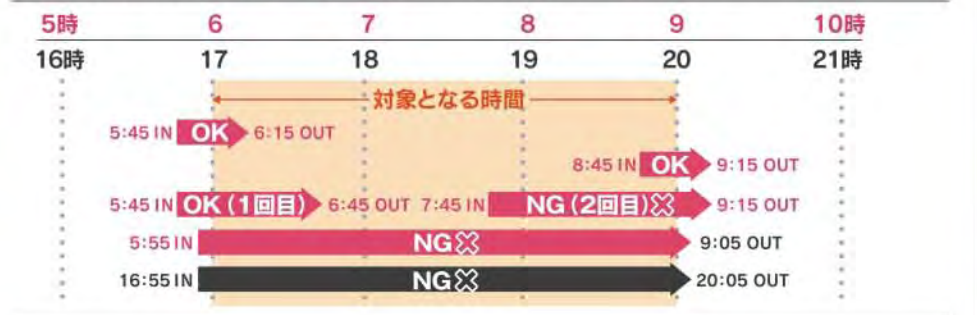 5時 6 7 8 9 10時
16時 17 18 19 20 21時
対象となる時間
5:45 IN OK 6:15 OUT
8:45 IN OK 9:15 OUT
5:45 IN OK(1回目) 6:45 OUT 7:45 IN NG(2回目)✕ 9:15 OUT
5:55 IN NG✕ 9:05 OUT
16:55 IN NG✕ 20:05 OUT